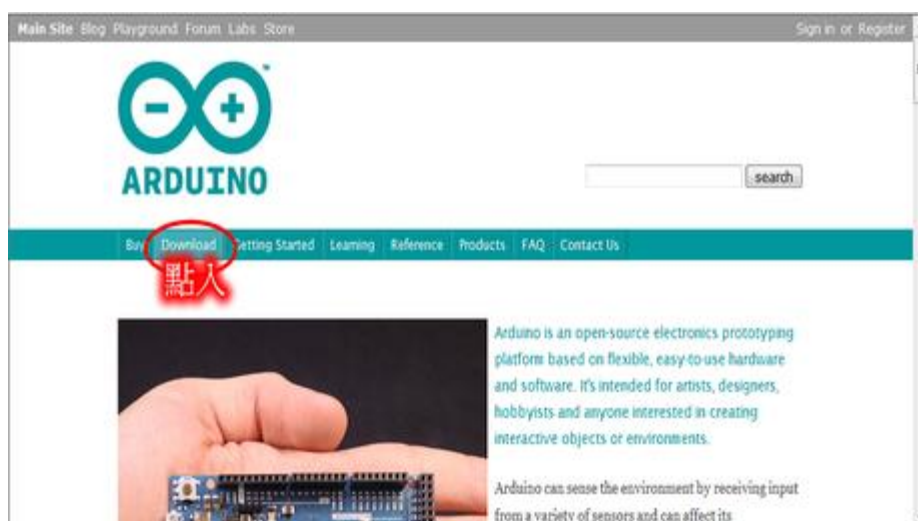 Main Site Blog Playground Forum Labs Store
Sign in or Register
ARDUINO
search
Buy Download Getting Started Learning Reference Products FAQ Contact Us
點入
Arduino is an open-source electronics prototyping
platform based on flexible, easy-to-use hardware
and software. It's intended for artists, designers,
hobbyists and anyone interested in creating
interactive objects or environments.
Arduino can sense the environment by receiving input
from a variety of sensors and can affect its